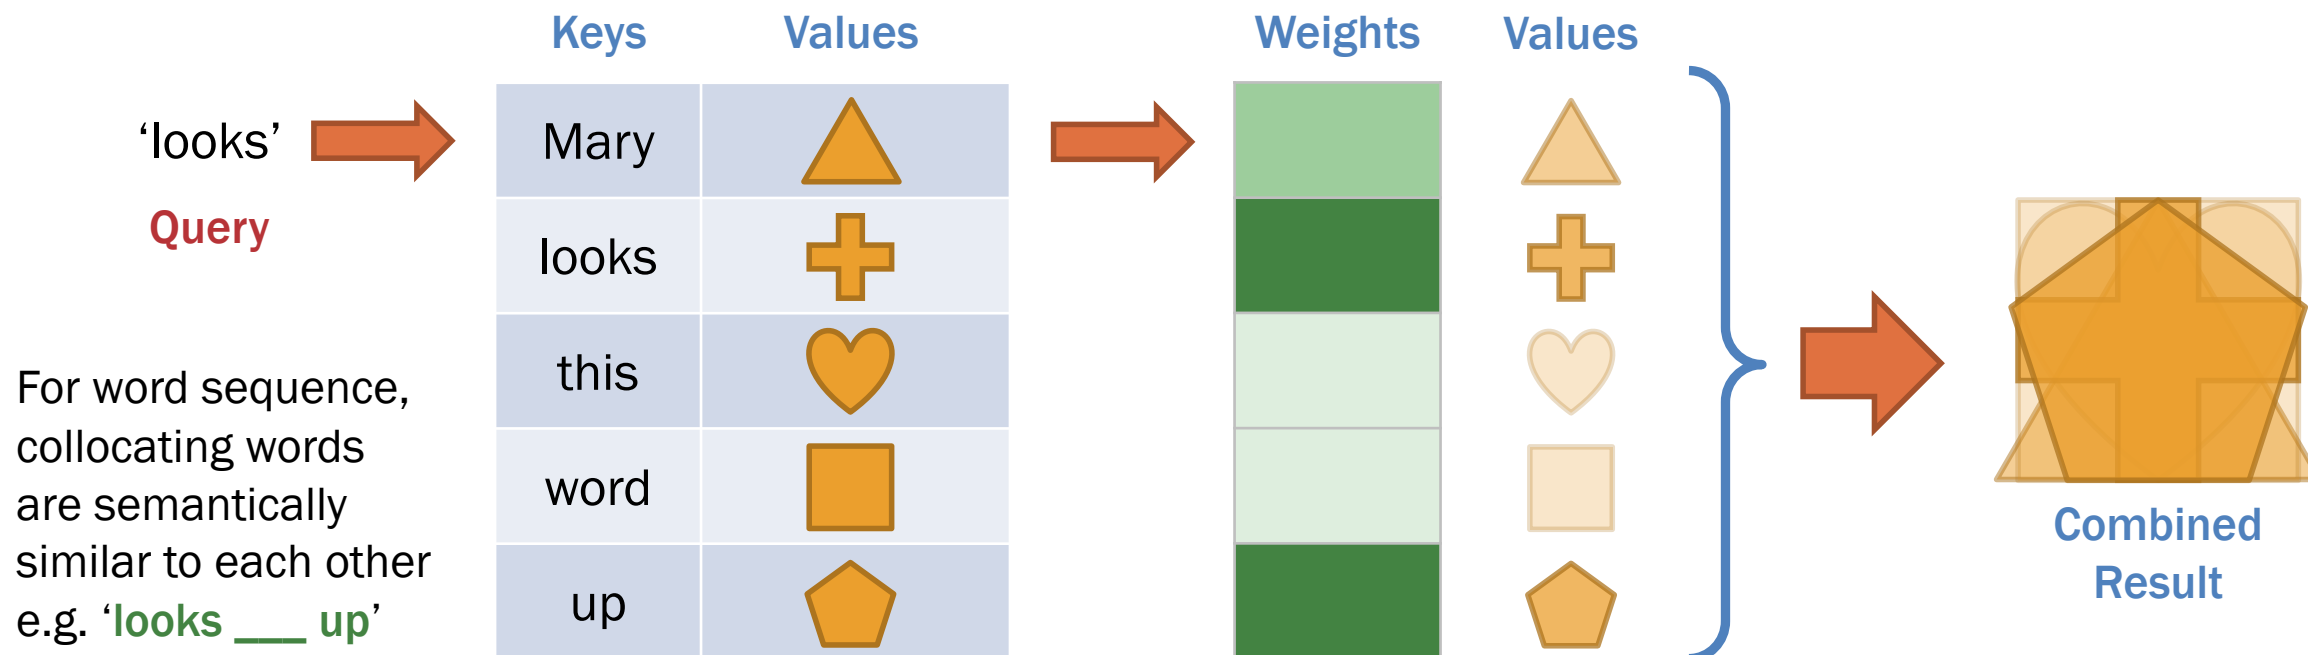 Keys Values Weights Values
‘looks’
Query
Mary
looks
this
word
up
For word sequence,
collocating words
are semantically
similar to each other
e.g. ‘looks ___ up’
Combined
Result